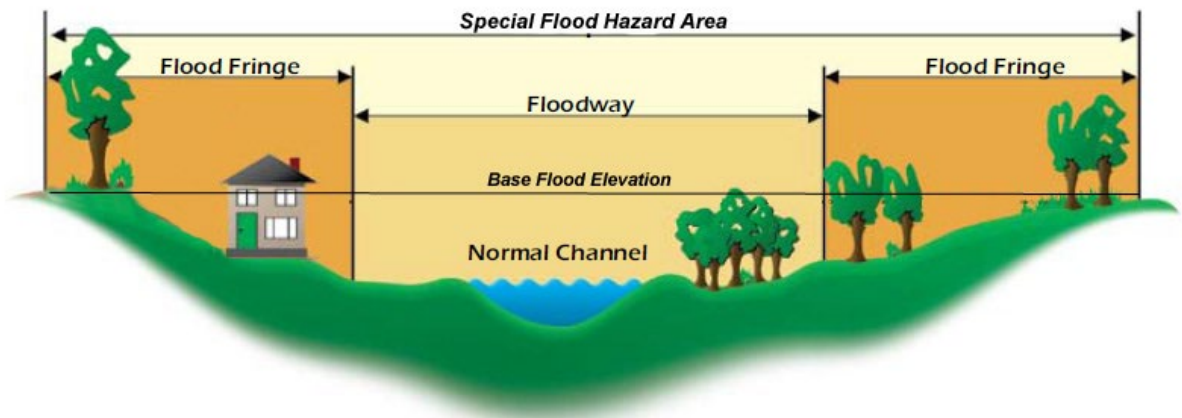 Special Flood Hazard Area
Flood Fringe
Flood Fringe
Floodway
Base Flood Elevation
Normal Channel